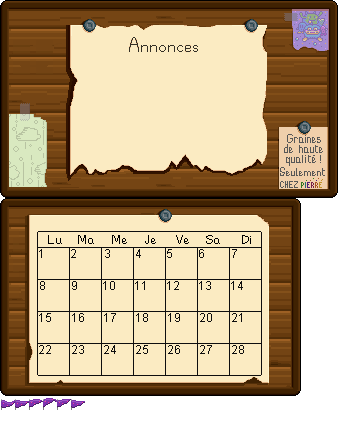 Annonces
Graines
de haute
qualité !
Seulement
CHEZ PIERRE
Lu Ma Me Je Ve Sa Di
1 2 3 4 5 6 7
8 9 10 11 12 13 14
15 16 17 18 19 20 21
22 23 24 25 26 27 28